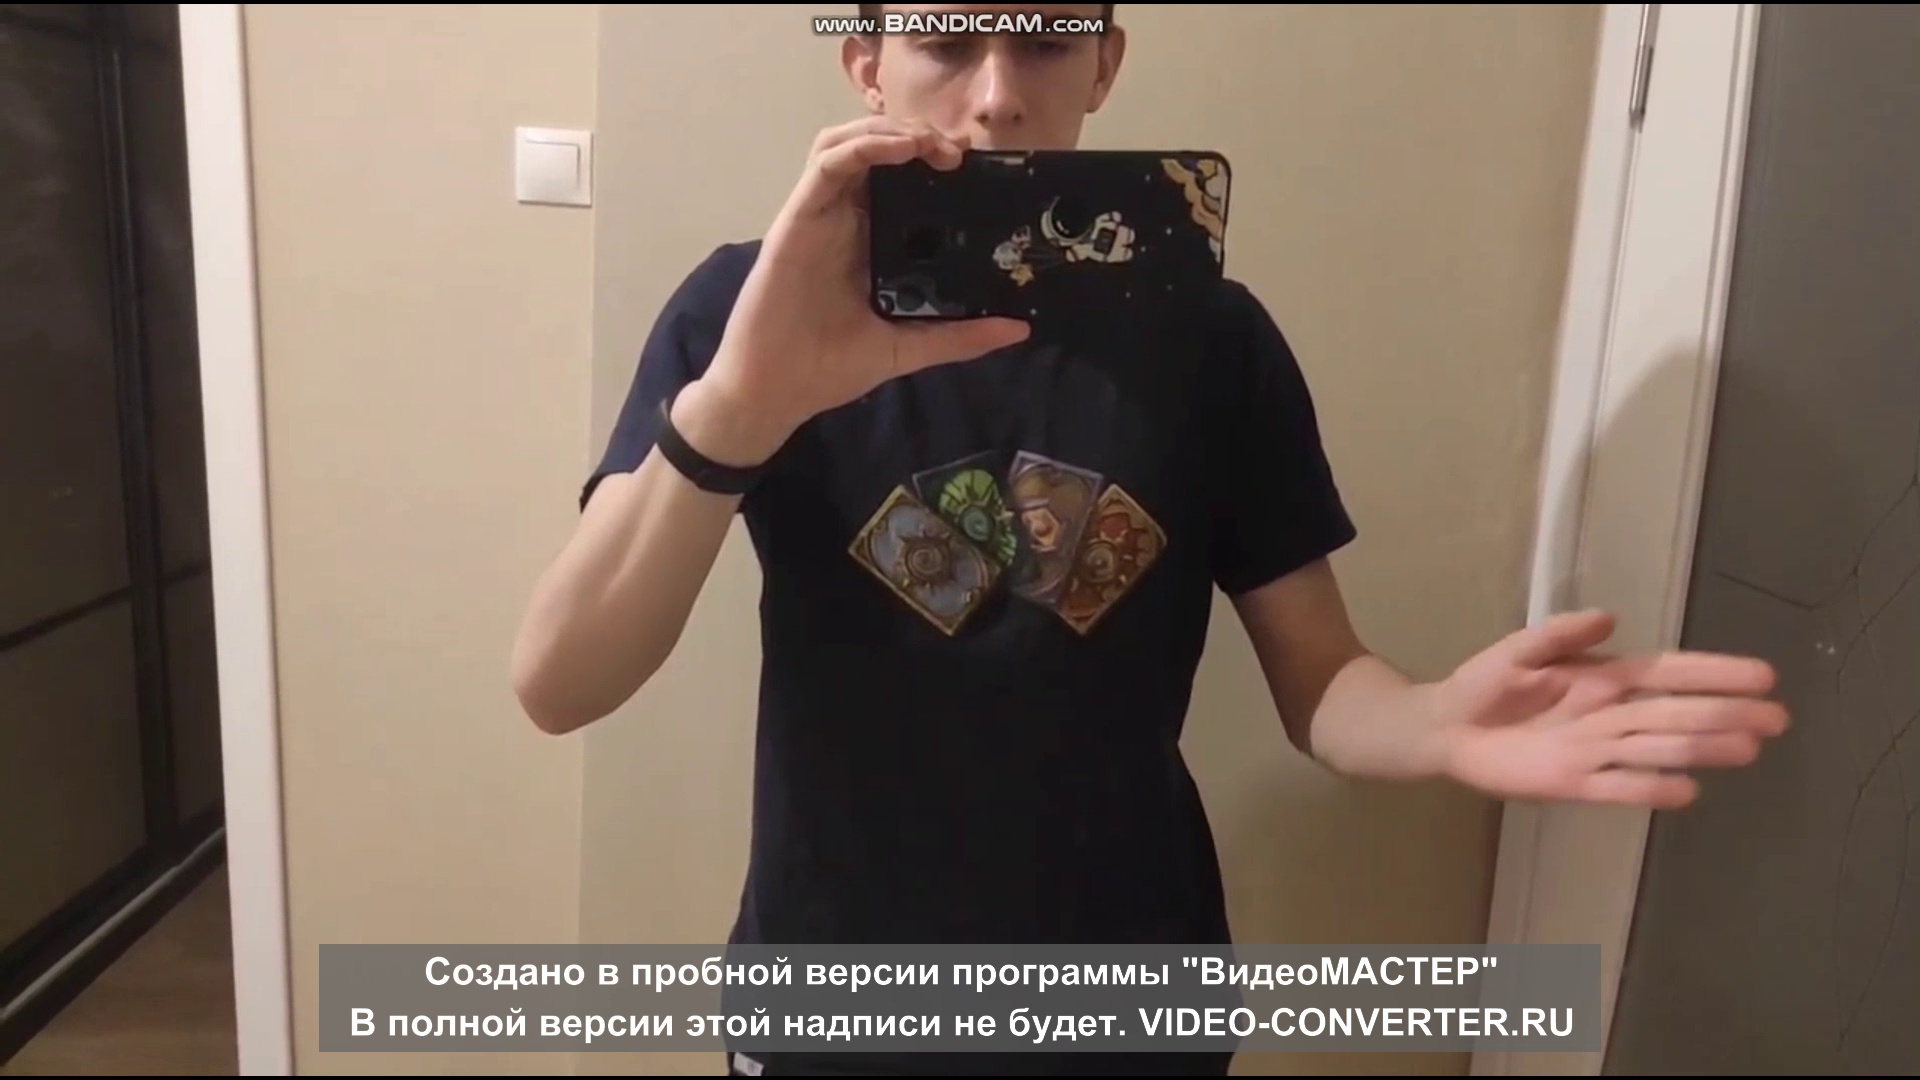 www.BANDICAM.com
Создано в пробной версии программы "ВидеоМАСТЕР"
В полной версии этой надписи не будет. VIDEO-CONVERTER.RU